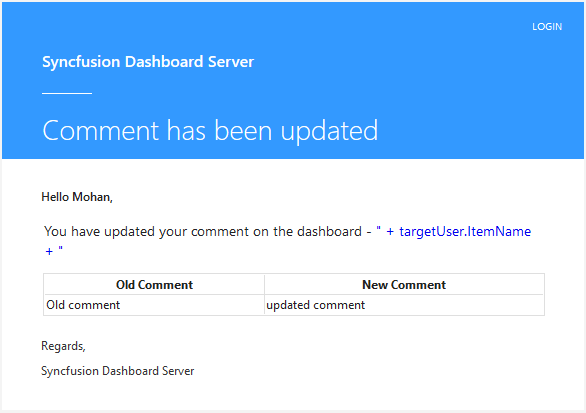 LOGIN
Syncfusion Dashboard Server
Comment has been updated
Hello Mohan,
You have updated your comment on the dashboard - " + targetUser.ItemName
+ "
Old Comment New Comment
Old comment updated comment
Regards,
Syncfusion Dashboard Server